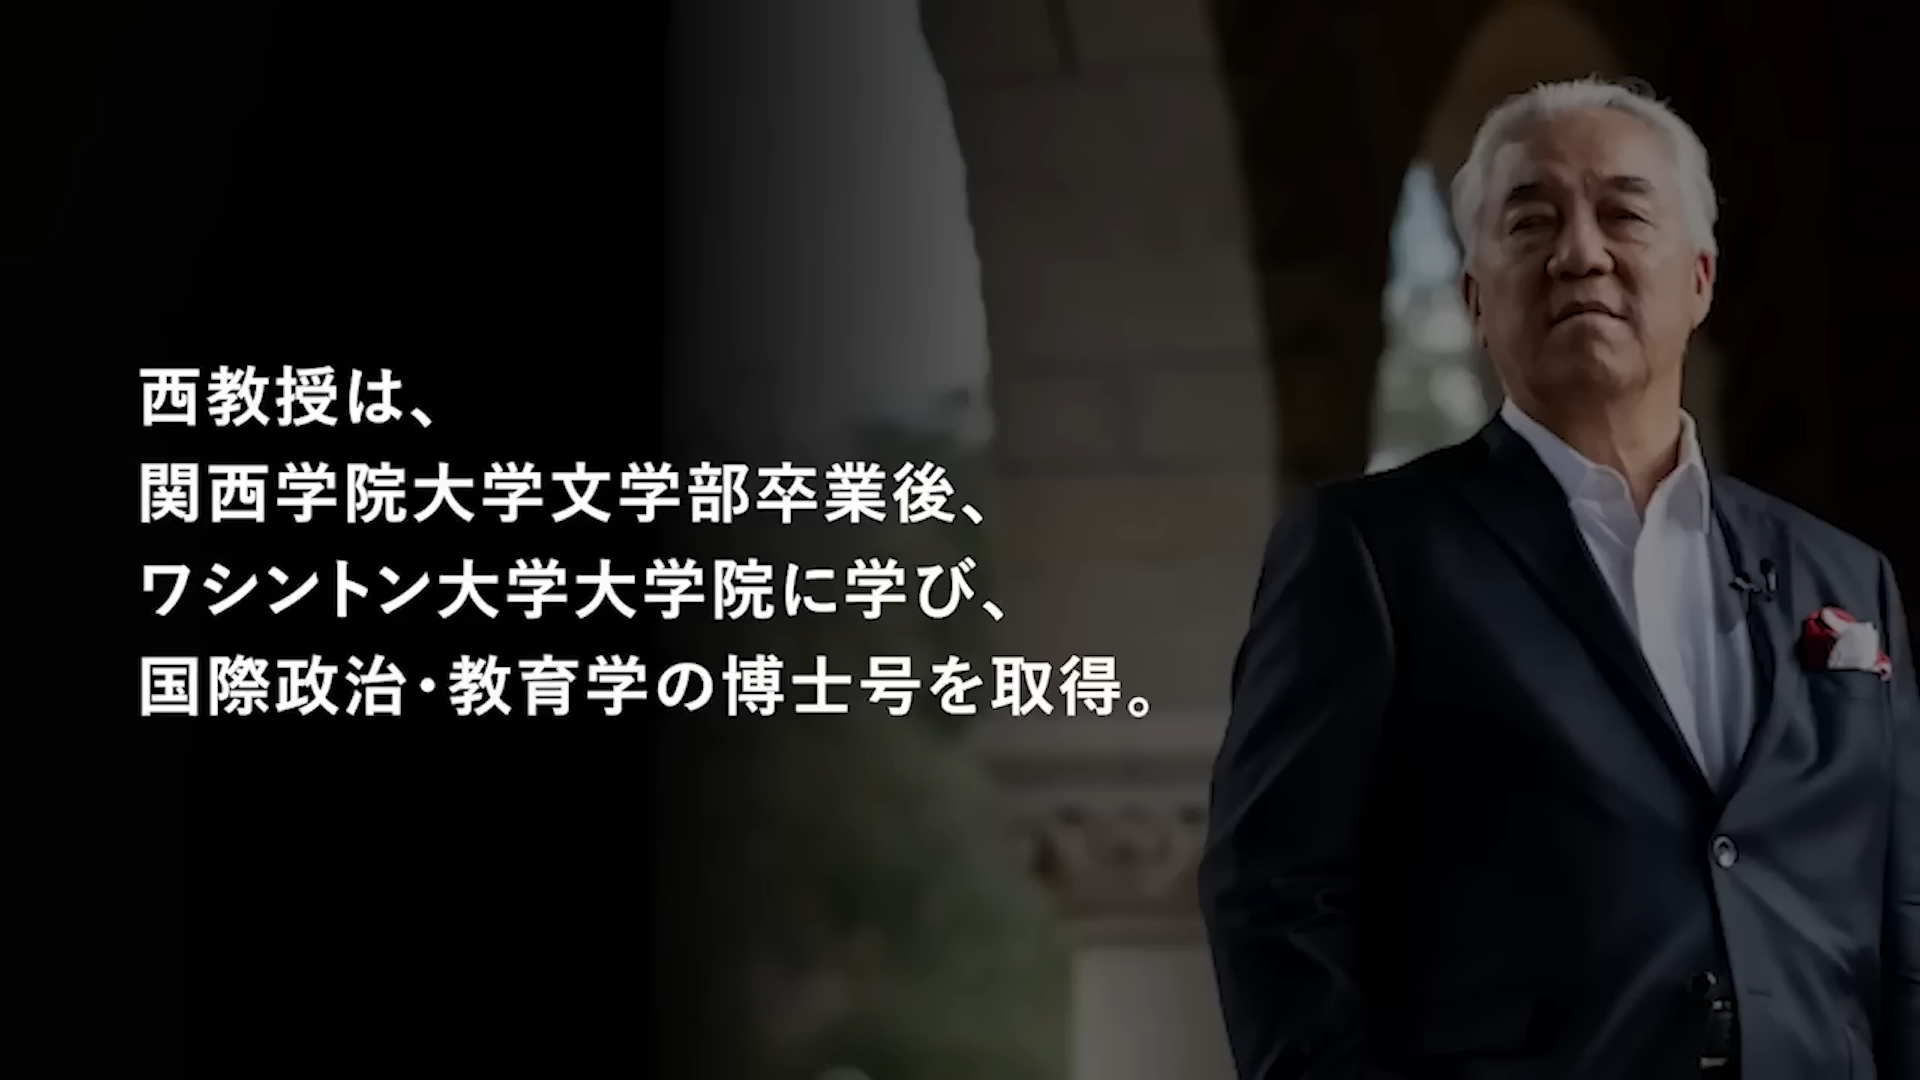 西教授は、
関西学院大学文学部卒業後、
ワシントン大学大学院に学び、
国際政治・教育学の博士号を取得。